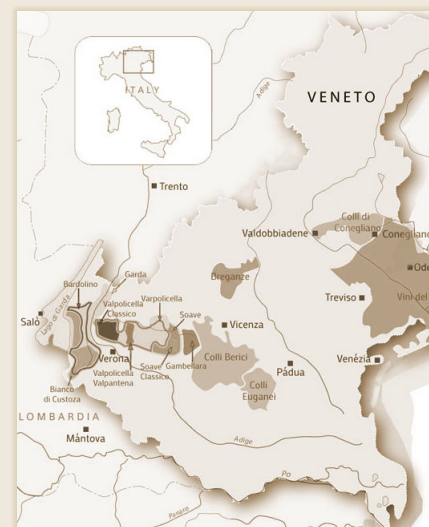 ITALY
Adige
VENETO
Trento
Colli di
Conegliano
Valdobbiadene
Conegliano
Garda
Bardolino
Lago di Garda
Valpolicella
Classico
Varpolicella
Breganze
Soave
Treviso
Vini del
Salò
Vicenza
Verona
Valpolicella
Valpantena
Soave
Classico
Gambellara
Colli Berici
Pádua
Venézia
Bianco
di Custoza
Colli
Euganei
LOMBARDIA
Mántova
Adige
Po
Panaro